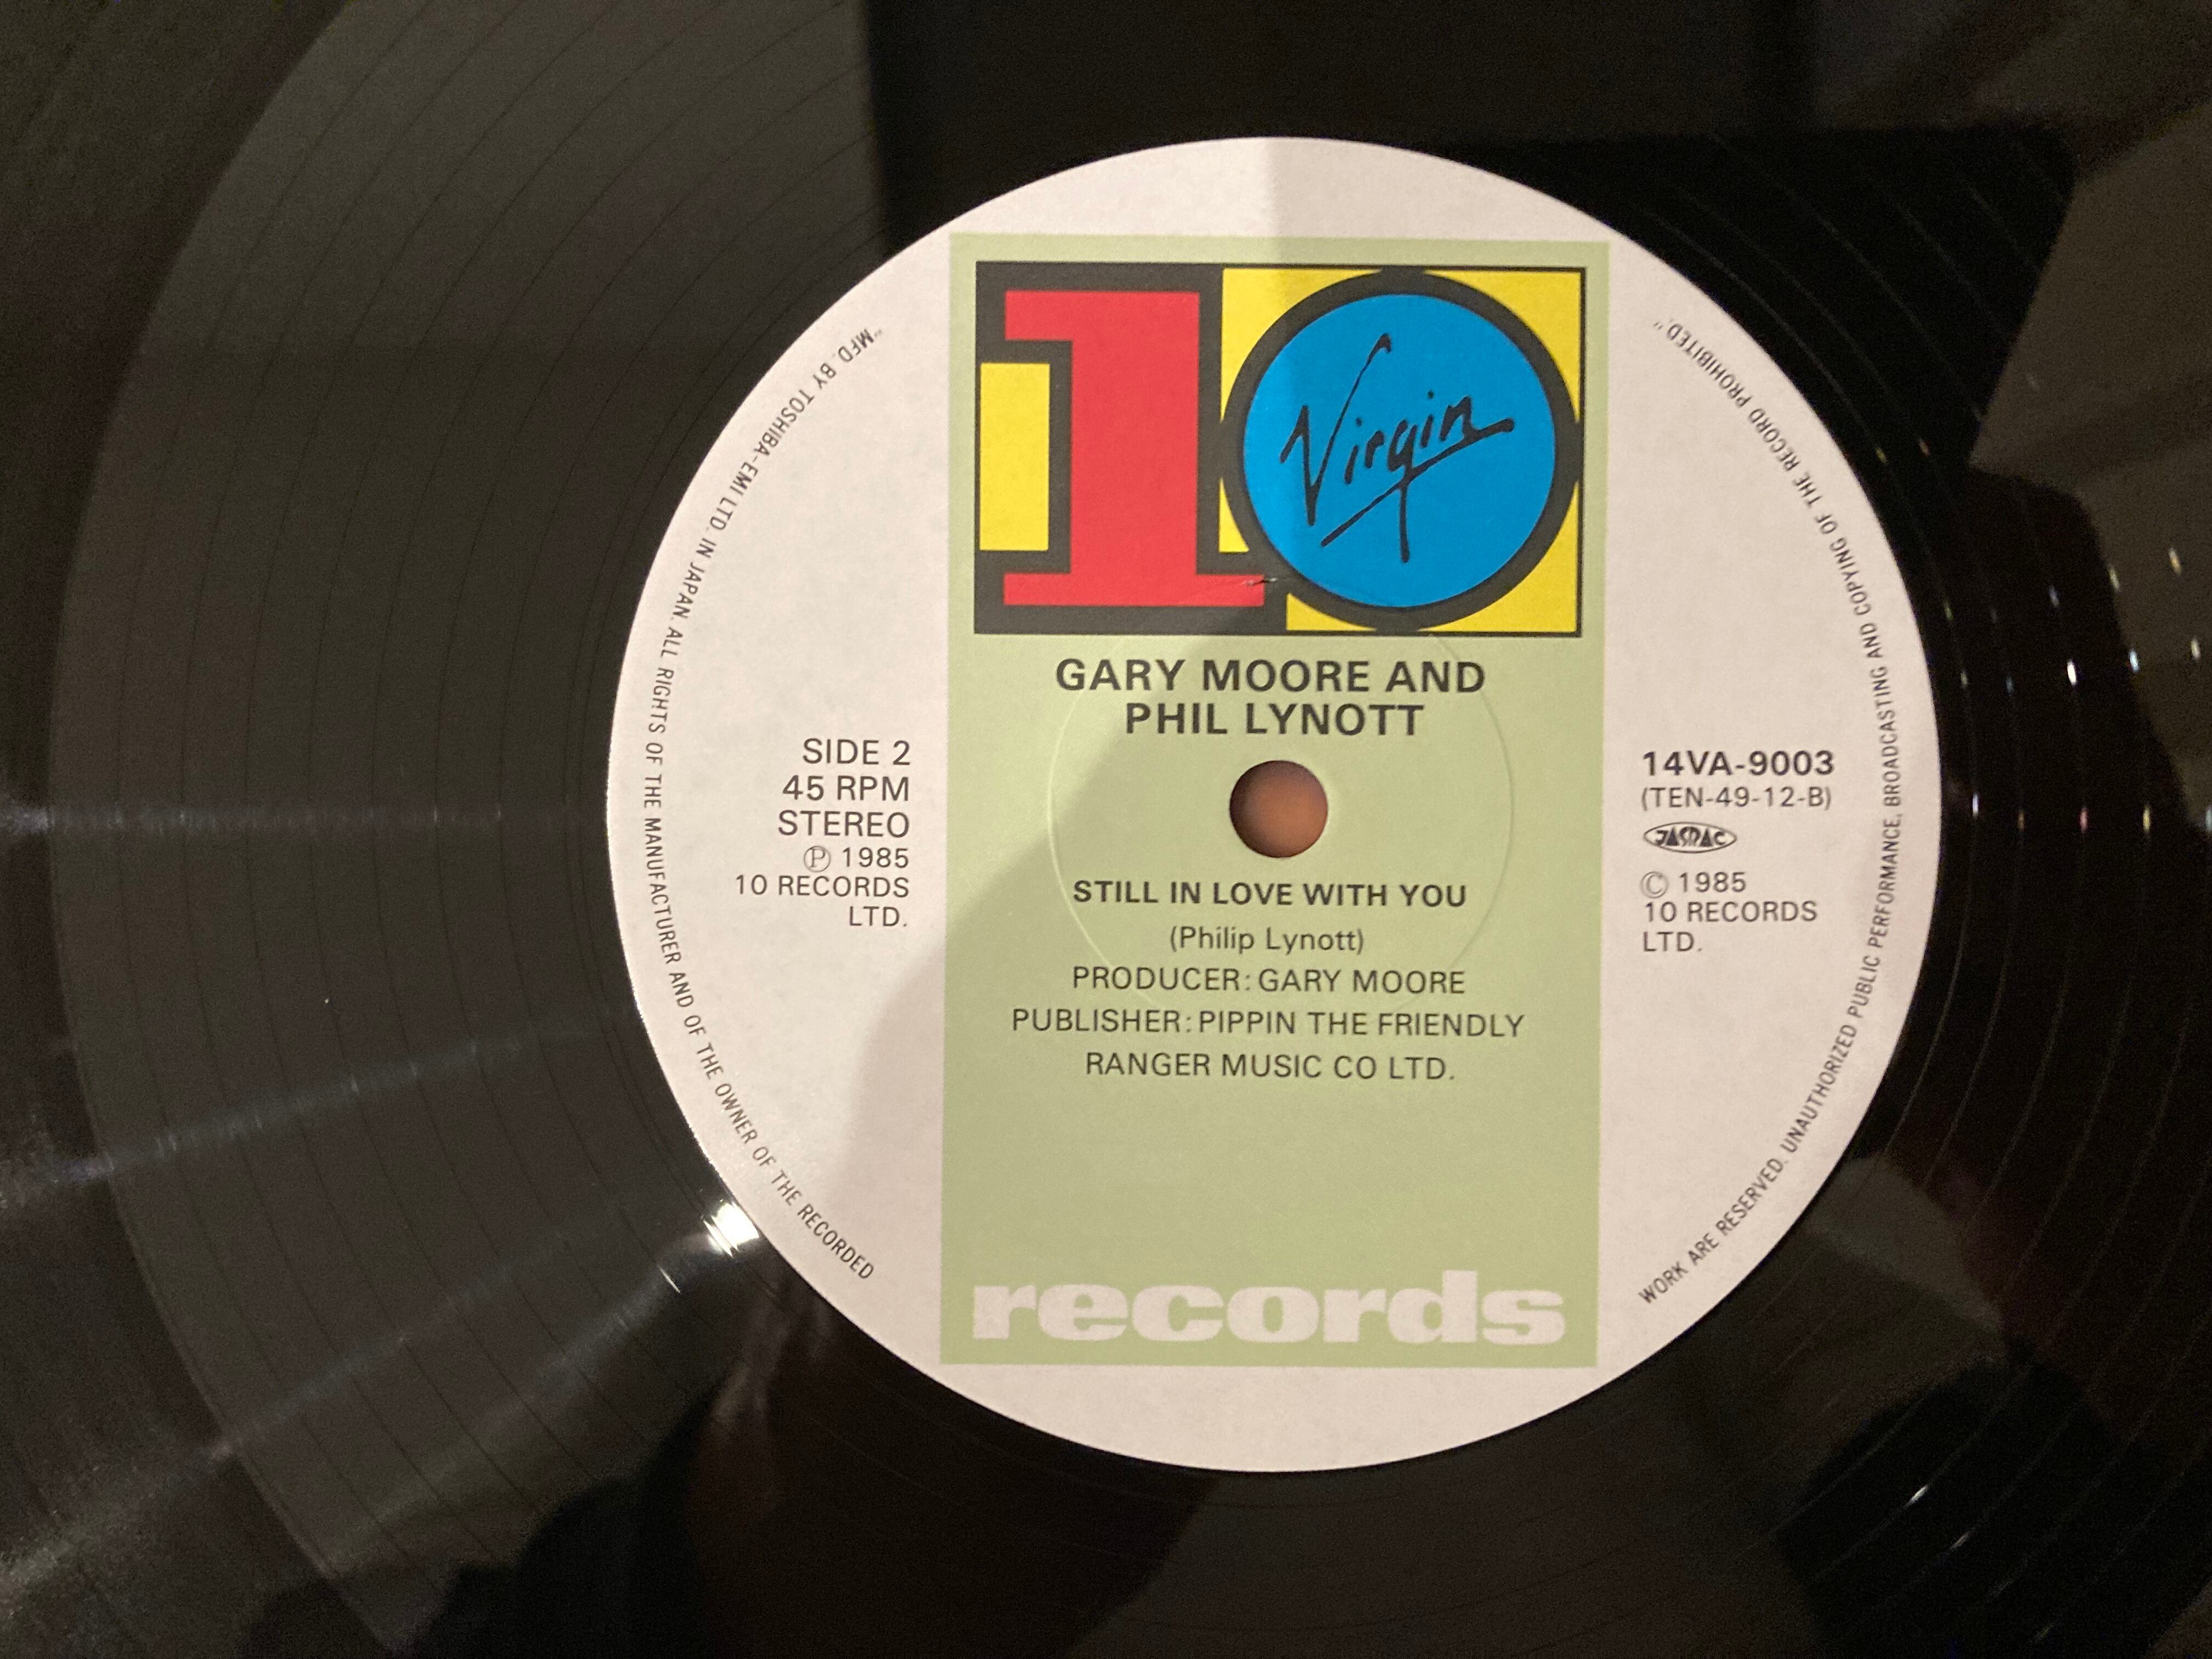 10
Virgin
GARY MOORE AND
PHIL LYNOTT
SIDE 2
45 RPM
STEREO
Ⓟ 1985
10 RECORDS
LTD.
14VA-9003
(TEN-49-12-B)
JASRAC
© 1985
10 RECORDS
LTD.
STILL IN LOVE WITH YOU
(Philip Lynott)
PRODUCER: GARY MOORE
PUBLISHER: PIPPIN THE FRIENDLY
RANGER MUSIC CO LTD.
records
"MFD. BY TOSHIBA-EMI LTD. IN JAPAN. ALL RIGHTS OF THE MANUFACTURER AND OF THE OWNER OF THE RECORDED
WORK ARE RESERVED. UNAUTHORIZED PUBLIC PERFORMANCE, BROADCASTING AND COPYING OF THE RECORD PROHIBITED."